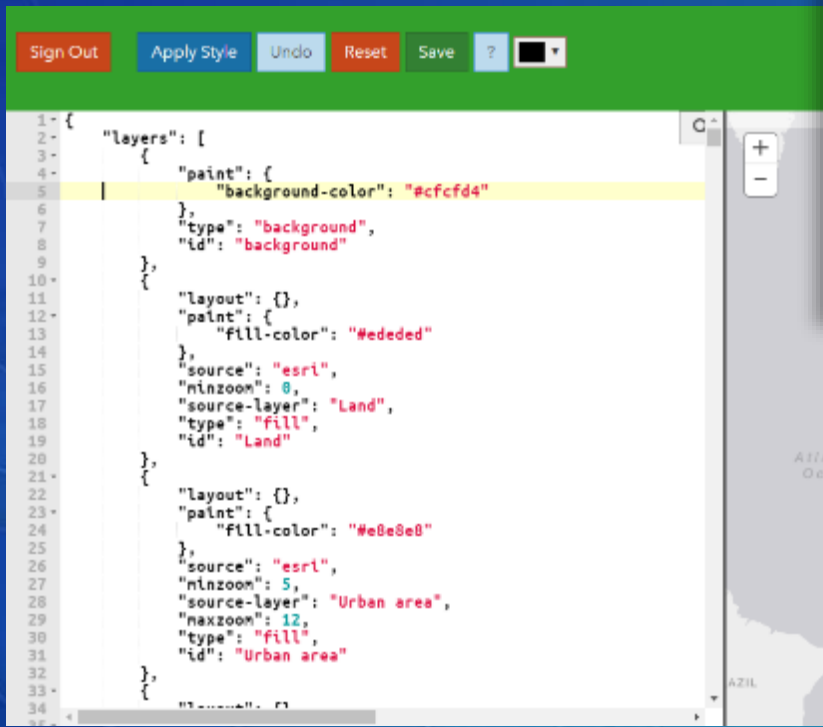 Sign Out Apply Style Undo Reset Save ?
1 {
2 "layers": [
3 {
4 "paint": {
5 "background-color": "#cfcfd4"
6 },
7 "type": "background",
8 "id": "background"
9 },
10 {
11 "layout": {},
12 "paint": {
13 "fill-color": "#ededed"
14 },
15 "source": "esri",
16 "minzoom": 0,
17 "source-layer": "Land",
18 "type": "fill",
19 "id": "Land"
20 },
21 {
22 "layout": {},
23 "paint": {
24 "fill-color": "#e8e8e8"
25 },
26 "source": "esri",
27 "minzoom": 5,
28 "source-layer": "Urban area",
29 "maxzoom": 12,
30 "type": "fill",
31 "id": "Urban area"
32 },
33 {
34 "layout": {}
+
−
AZIL